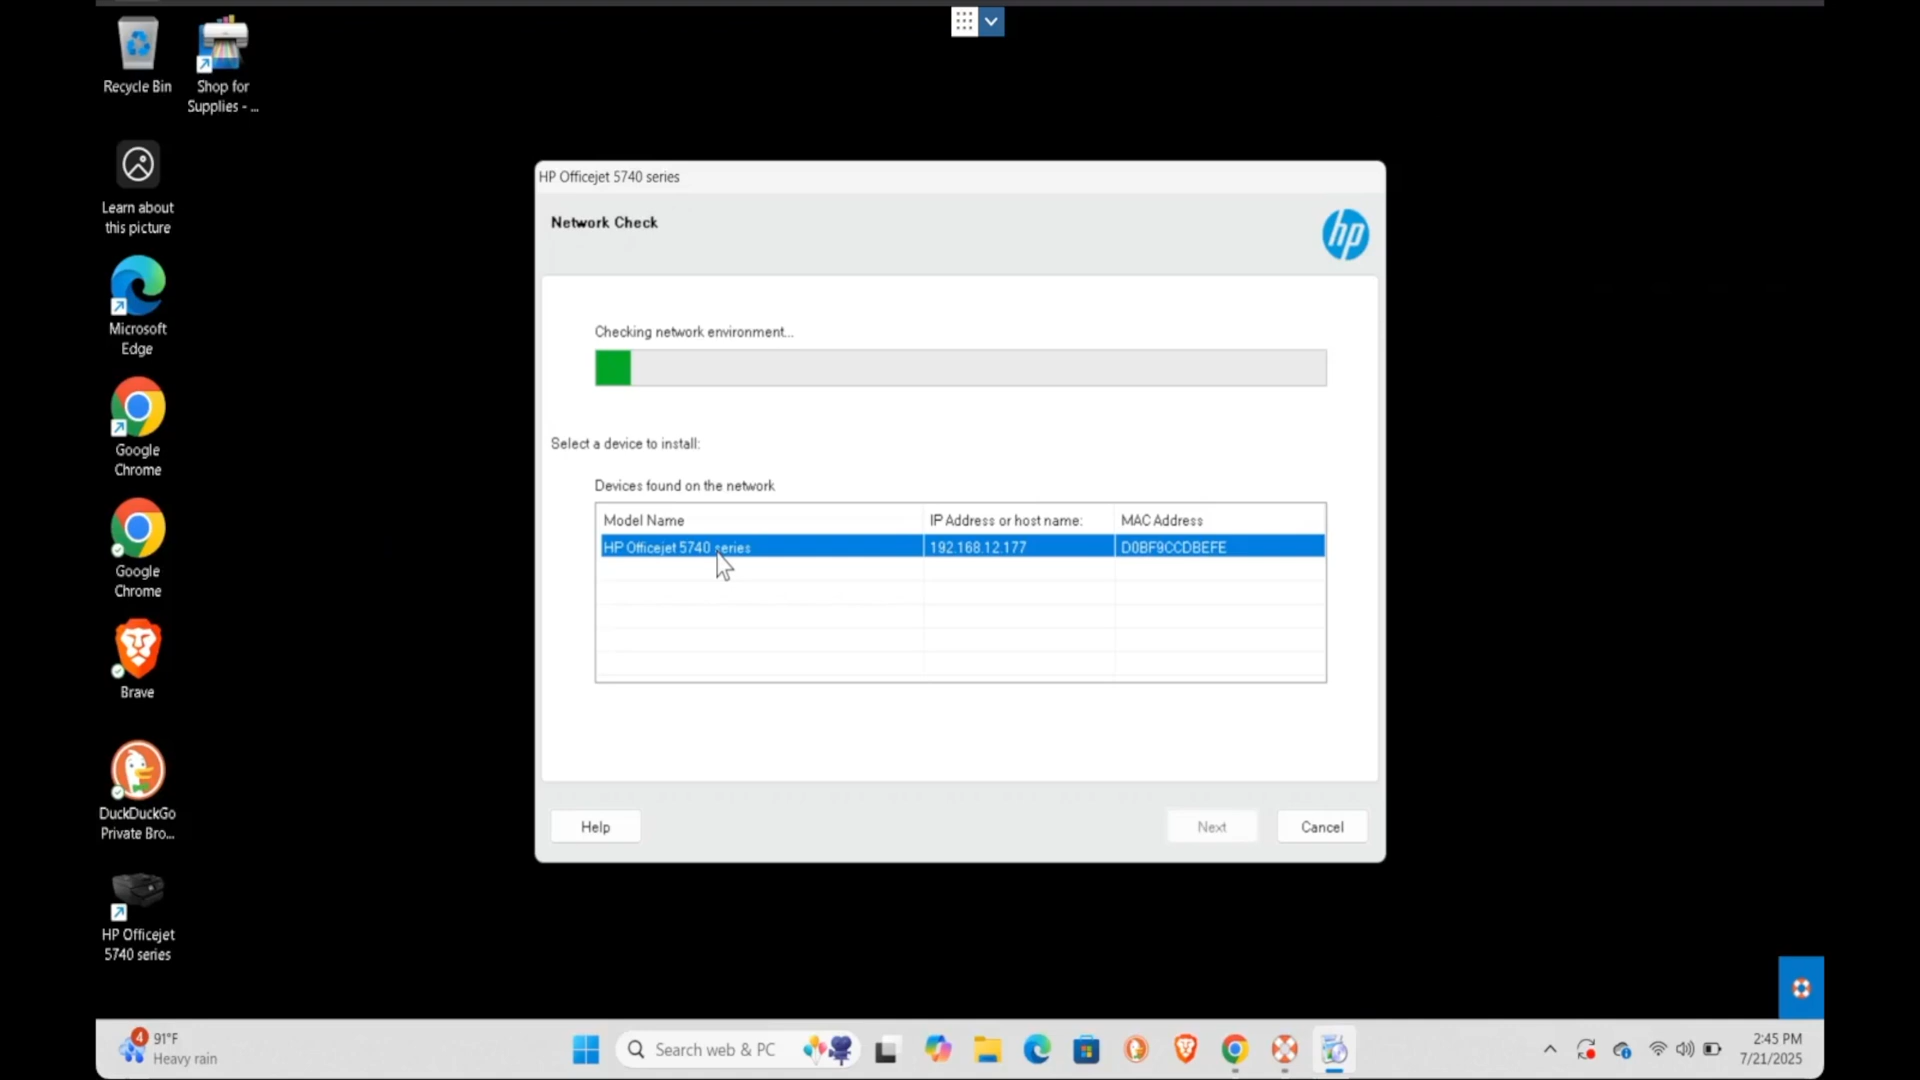 Recycle Bin
Shop for
Supplies - ...
Learn about
this picture
Microsoft
Edge
Google
Chrome
Google
Chrome
Brave
DuckDuckGo
Private Bro...
HP Officejet
5740 series
HP Officejet 5740 series
Network Check
hp
Checking network environment...
Select a device to install:
Devices found on the network
Model Name IP Address or host name: MAC Address
HP Officejet 5740 series 192.168.12.177 D0BF9CCDBEFE
Help Next Cancel
4
91°F
Heavy rain
Search web & PC
2:45 PM
7/21/2025